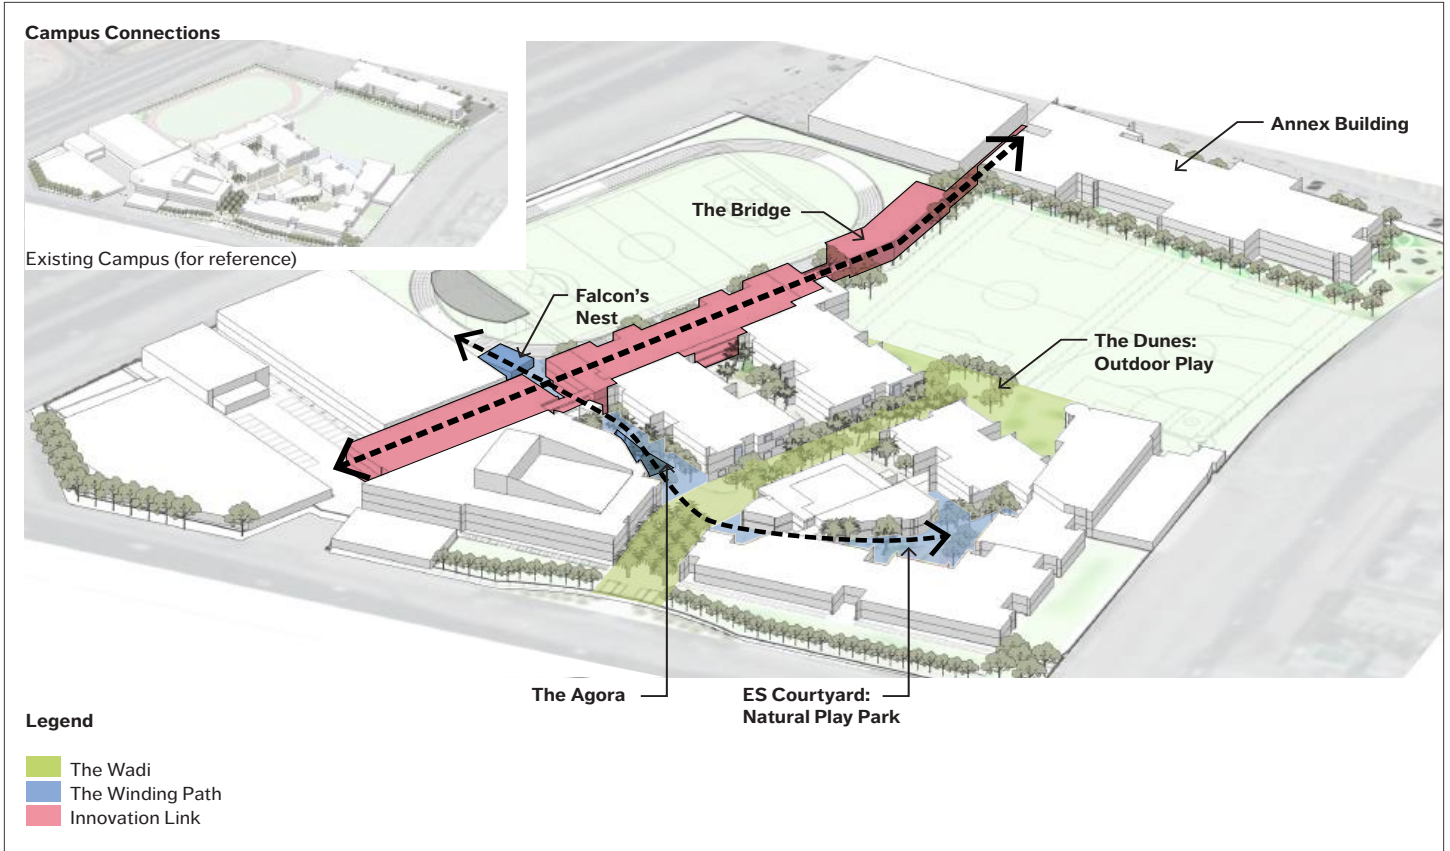 Campus Connections
Existing Campus (for reference)
Annex Building
The Bridge
Falcon's
Nest
The Dunes:
Outdoor Play
The Agora
ES Courtyard:
Natural Play Park
Legend
The Wadi
The Winding Path
Innovation Link